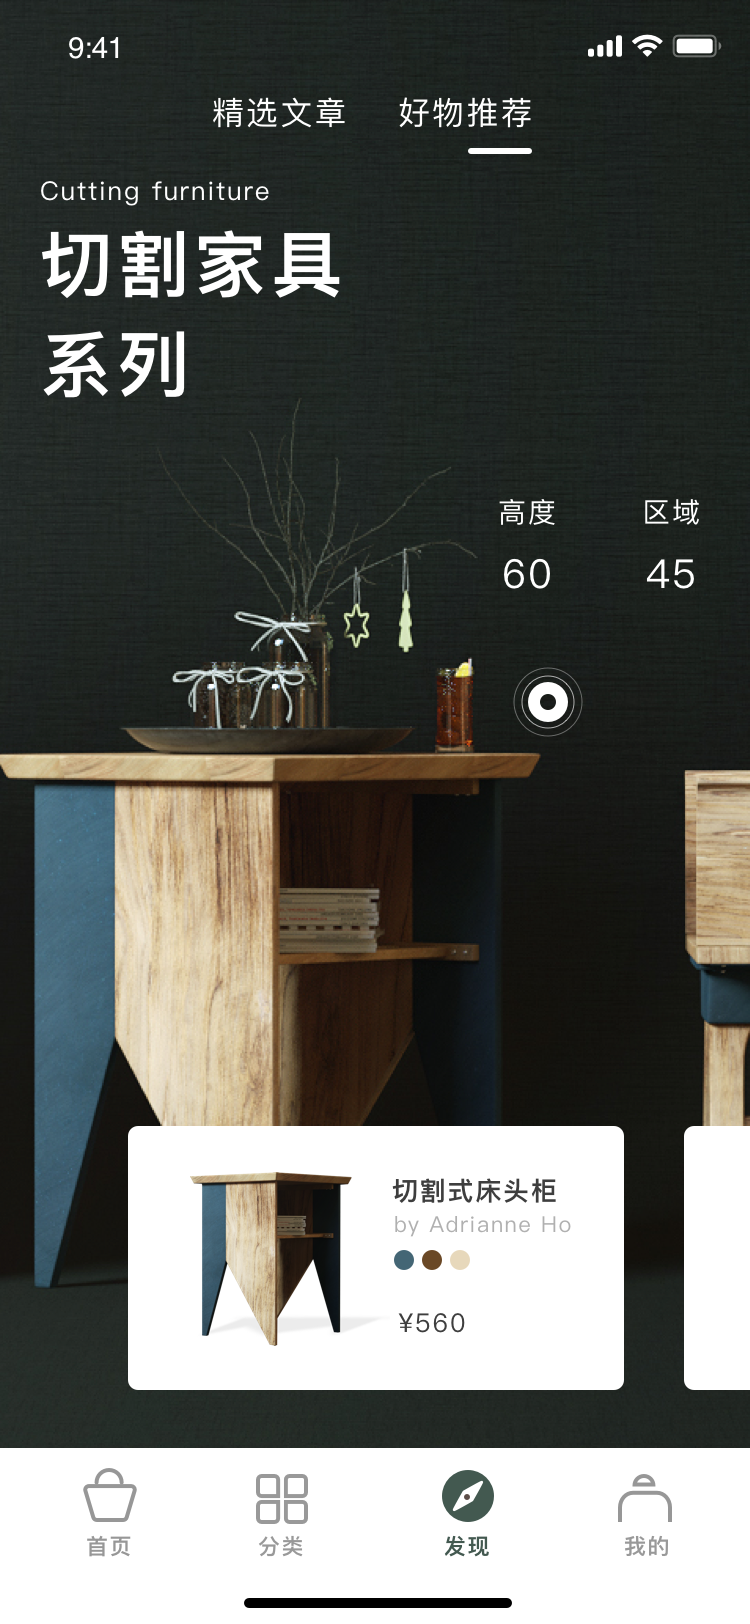 9:41
精选文章 好物推荐
Cutting furniture
切割家具
系列
高度 区域
60 45
切割式床头柜
by Adrianne Ho
¥560
首页 分类 发现 我的